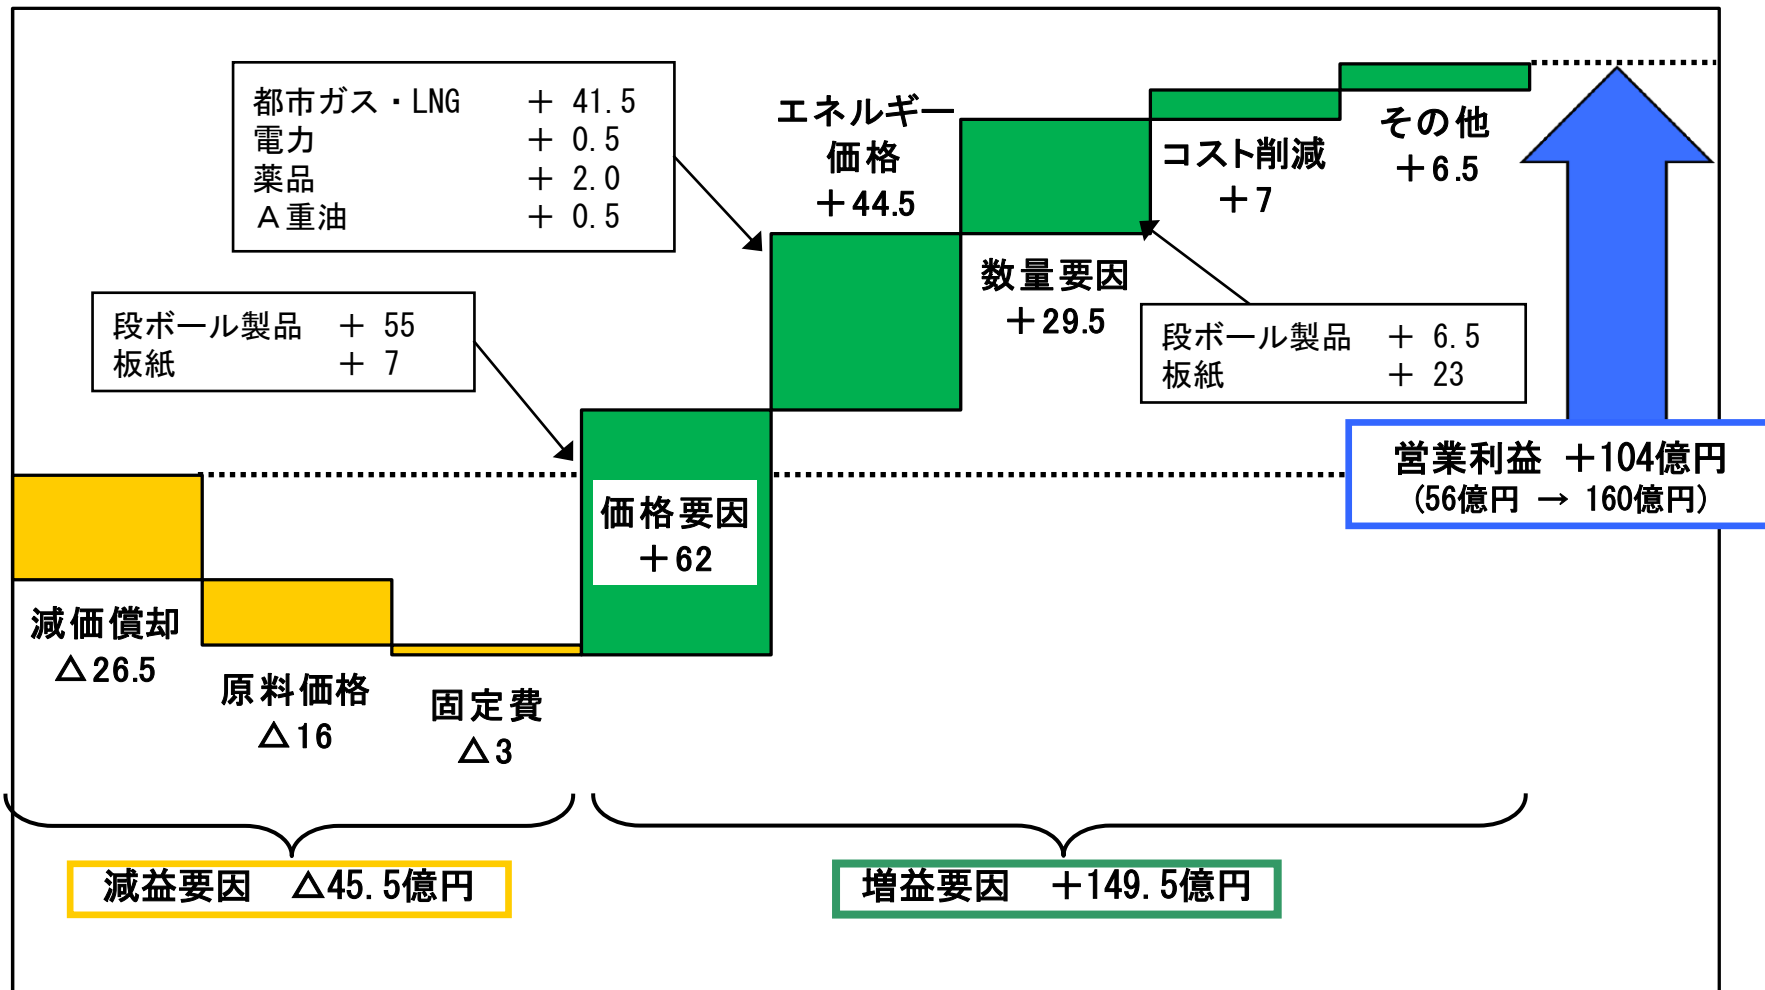 都市ガス・LNG ＋ 41.5
電力 ＋ 0.5
薬品 ＋ 2.0
Ａ重油 ＋ 0.5
段ボール製品 ＋ 55
板紙 ＋ 7
エネルギー
価格
＋44.5
数量要因
＋29.5
コスト削減
＋7
その他
＋6.5
段ボール製品 ＋ 6.5
板紙 ＋ 23
営業利益 ＋104億円
(56億円 → 160億円)
価格要因
＋62
減価償却
△26.5
原料価格
△16
固定費
△3
減益要因 △45.5億円
増益要因 ＋149.5億円